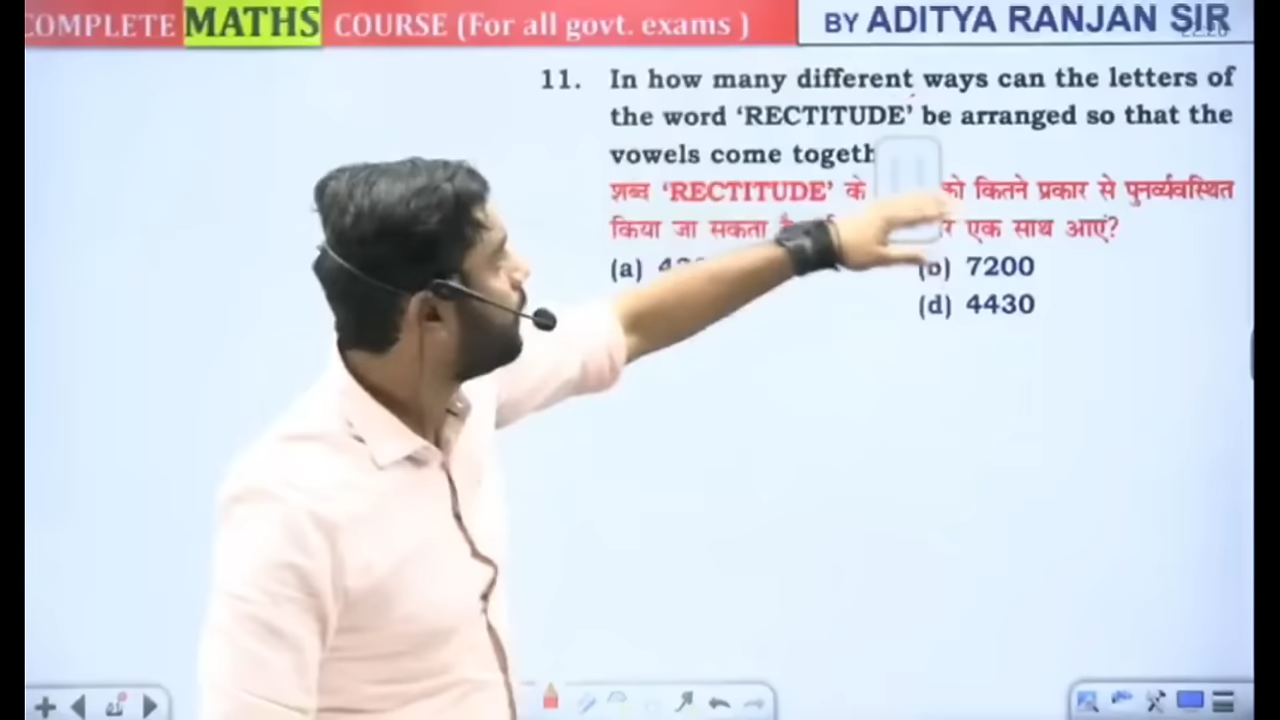 COMPLETE MATHS COURSE (For all govt. exams )
BY ADITYA RANJAN SIR
11. In how many different ways can the letters of
the word ‘RECTITUDE’ be arranged so that the
vowels come togeth
शब्द ‘RECTITUDE’ के को कितने प्रकार से पुनर्व्यवस्थित
किया जा सकता एक साथ आएं?
(a) (b) 7200
(d) 4430